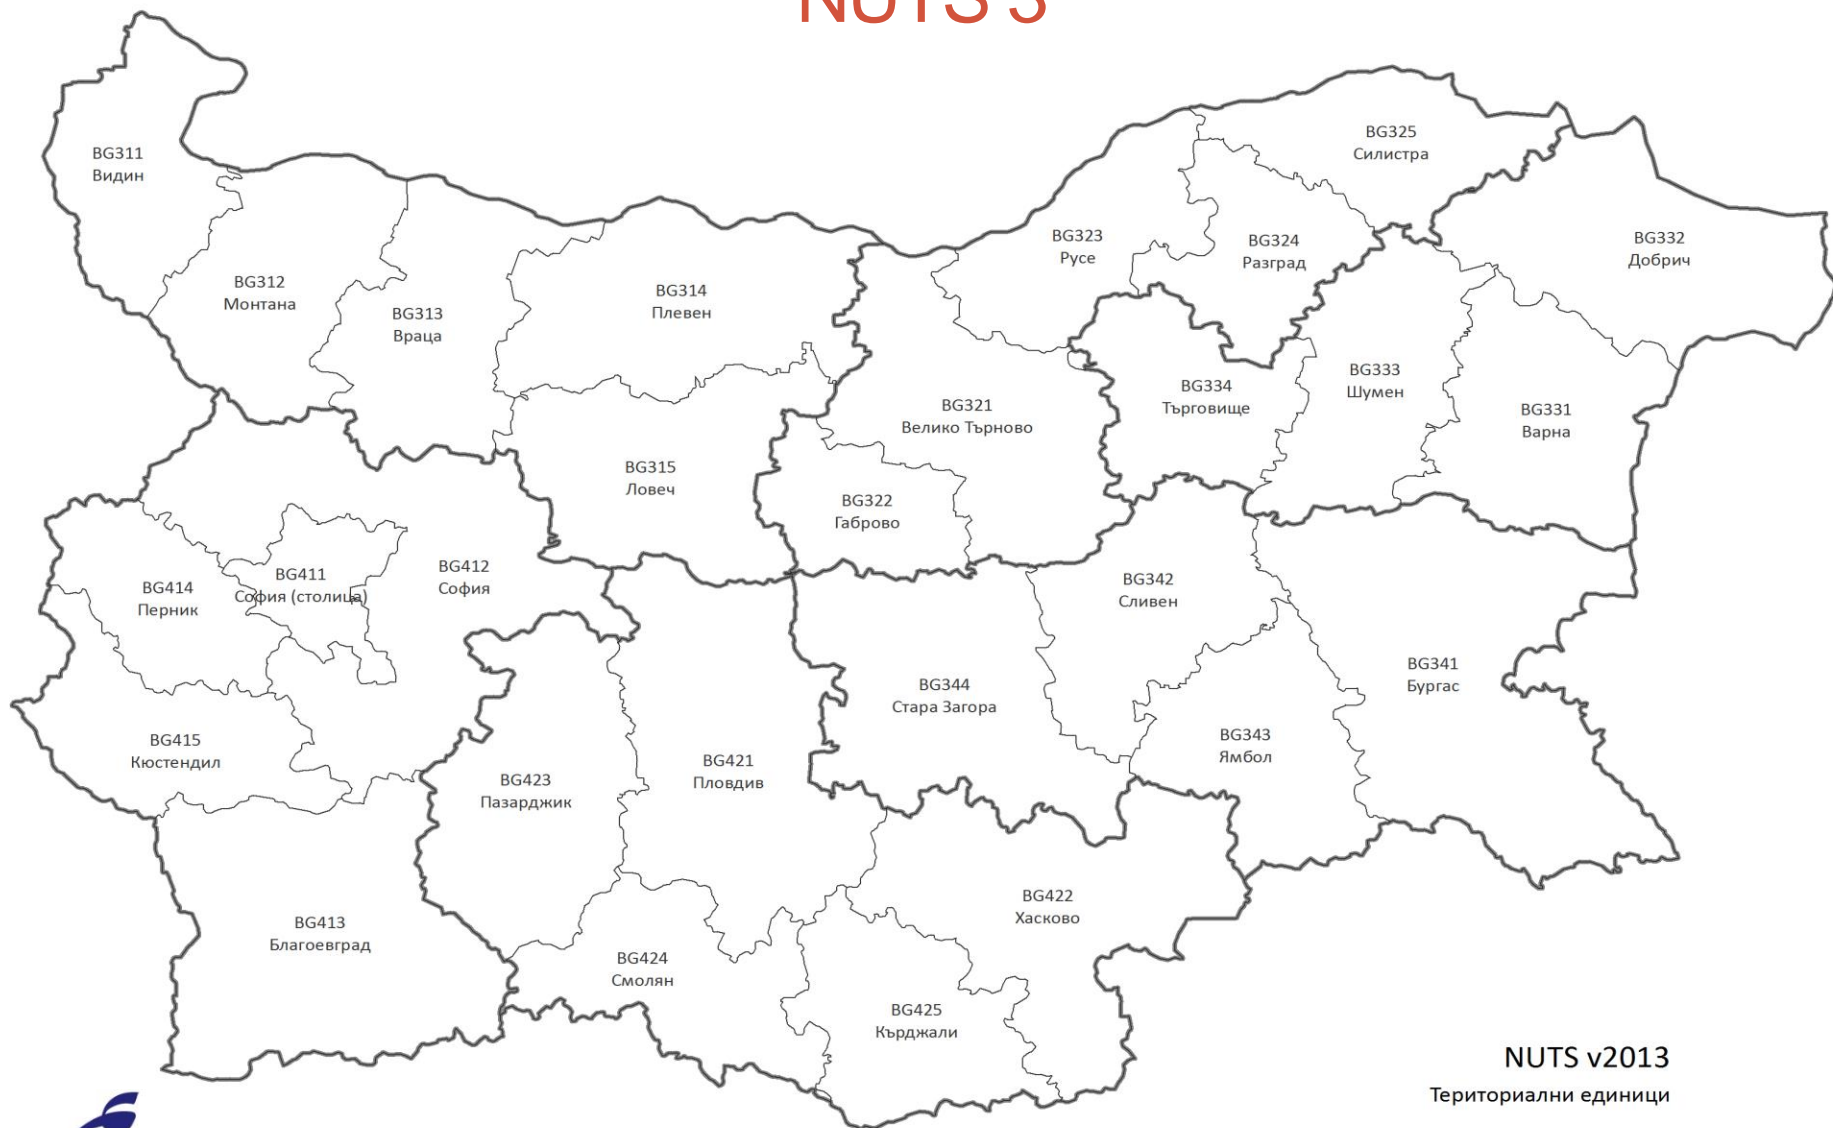 NUTS 3
BG311
Видин
BG312
Монтана
BG313
Враца
BG314
Плевен
BG315
Ловеч
BG321
Велико Търново
BG322
Габрово
BG323
Русе
BG324
Разград
BG325
Силистра
BG332
Добрич
BG334
Търговище
BG333
Шумен
BG331
Варна
BG414
Перник
BG411
София (столица)
BG412
София
BG342
Сливен
BG341
Бургас
BG344
Стара Загора
BG343
Ямбол
BG415
Кюстендил
BG423
Пазарджик
BG421
Пловдив
BG413
Благоевград
BG424
Смолян
BG422
Хасково
BG425
Кърджали
NUTS v2013
Териториални единици